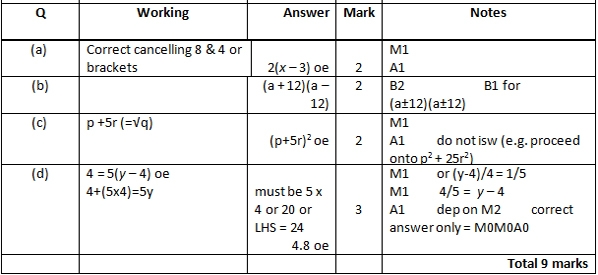 Q Working Answer Mark Notes
(a) Correct cancelling 8 & 4 or M1
brackets 2(x – 3) oe 2 A1
(b) (a + 12)(a – 2 B2 B1 for
12) (a±12)(a±12)
(c) p +5r (=√q) M1
(p+5r)² oe 2 A1 do not isw (e.g. proceed
onto p² + 25r²)
(d) 4 = 5(y – 4) oe M1 or (y-4)/4 = 1/5
4+(5x4)=5y must be 5 x M1 4/5 = y – 4
4 or 20 or 3 A1 dep on M2 correct
LHS = 24 answer only = M0M0A0
4.8 oe
Total 9 marks